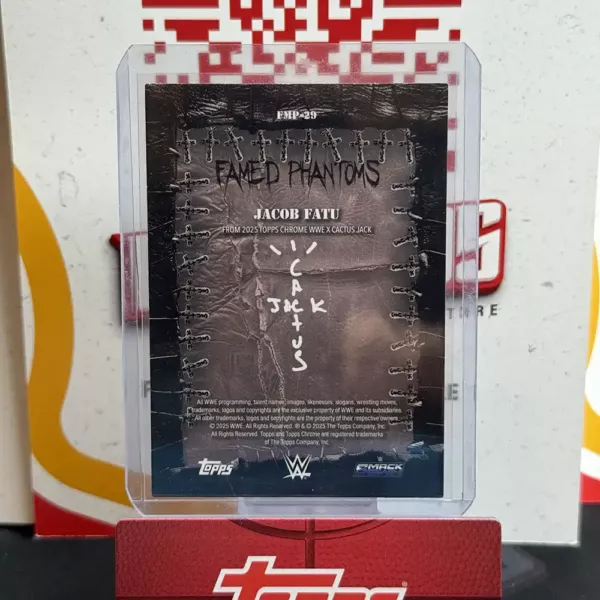 FMP-29
FAMED PHANTOMS
JACOB FATU
FROM 2025 TOPPS CHROME WWE X CACTUS JACK
CACTUS
JACK
All WWE programming, talent names, images, likenesses, slogans, wrestling moves,
trademarks, logos and copyrights are the exclusive property of WWE and its subsidiaries.
All other trademarks, logos and copyrights are the property of their respective owners.
© 2025 WWE. All Rights Reserved. ® & © 2025 The Topps Company, Inc.
All Rights Reserved. Topps and Topps Chrome are registered trademarks
of The Topps Company, Inc.
Topps
W
SMACK
Topps